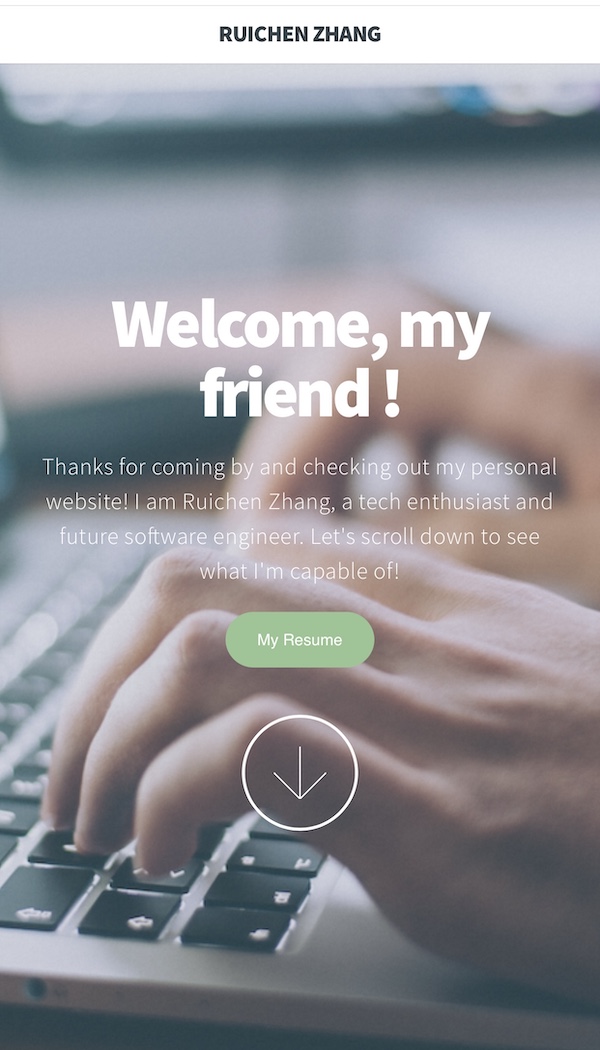 RUICHEN ZHANG
Welcome, my
friend !
Thanks for coming by and checking out my personal
website! I am Ruichen Zhang, a tech enthusiast and
future software engineer. Let's scroll down to see
what I'm capable of!
My Resume